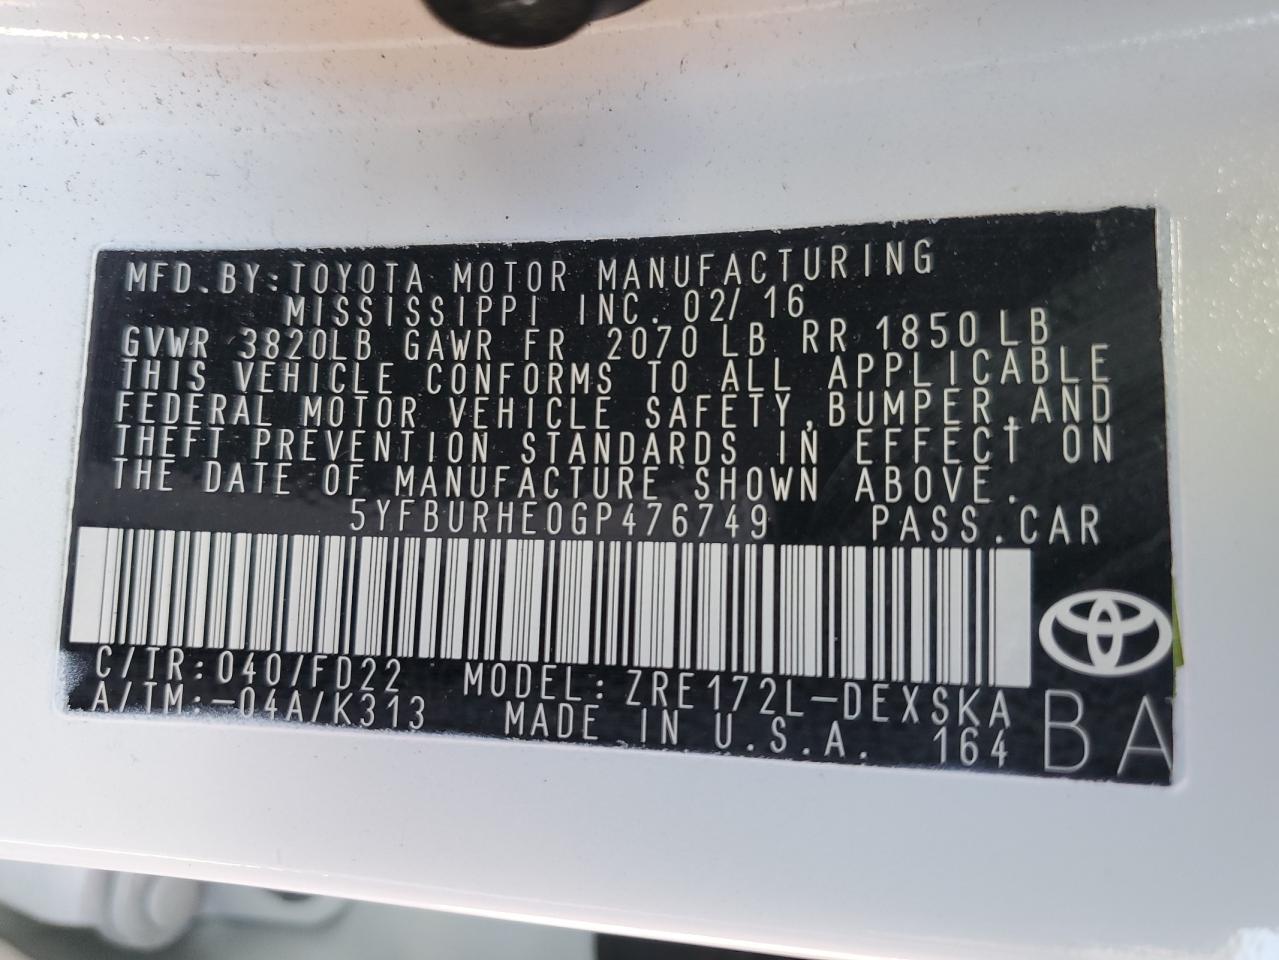 MFD.BY:TOYOTA MOTOR MANUFACTURING
MISSISSIPPI INC. 02/16
GVWR 3820LB GAWR FR 2070LB RR 1850LB
THIS VEHICLE CONFORMS TO ALL APPLICABLE
FEDERAL MOTOR VEHICLE SAFETY,BUMPER,AND
THEFT PREVENTION STANDARDS IN EFFECT ON
THE DATE OF MANUFACTURE SHOWN ABOVE.
5YFBURHE0GP476749 PASS.CAR
C/TR:040/FD22 MODEL:ZRE172L-DEXSKA
A/TM:-04A/K313 MADE IN U.S.A. 164
BA